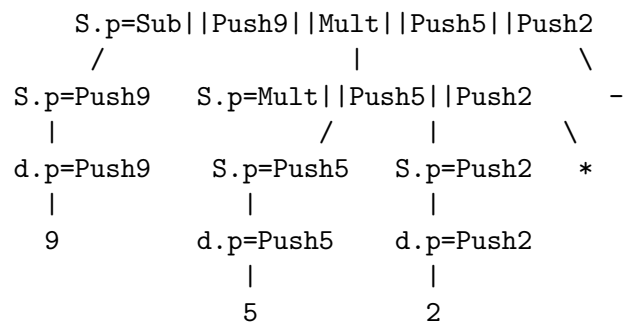 S.p=Sub||Push9||Mult||Push5||Push2
/ | \
S.p=Push9 S.p=Mult||Push5||Push2 -
| / | \
d.p=Push9 S.p=Push5 S.p=Push2 *
| | |
9 d.p=Push5 d.p=Push2
| |
5 2